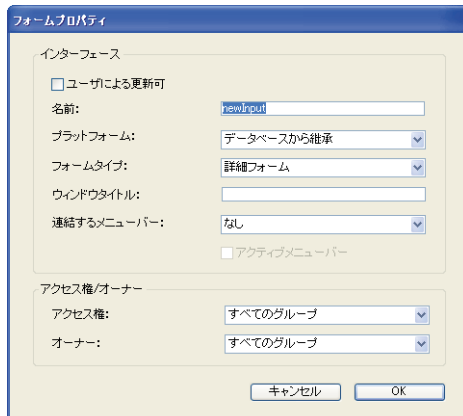 フォームプロパティ
インターフェース
ユーザによる更新可
名前: newInput
プラットフォーム: データベースから継承
フォームタイプ: 詳細フォーム
ウィンドウタイトル:
連結するメニューバー: なし
アクティブメニューバー
アクセス権/オーナー
アクセス権: すべてのグループ
オーナー: すべてのグループ
キャンセル OK